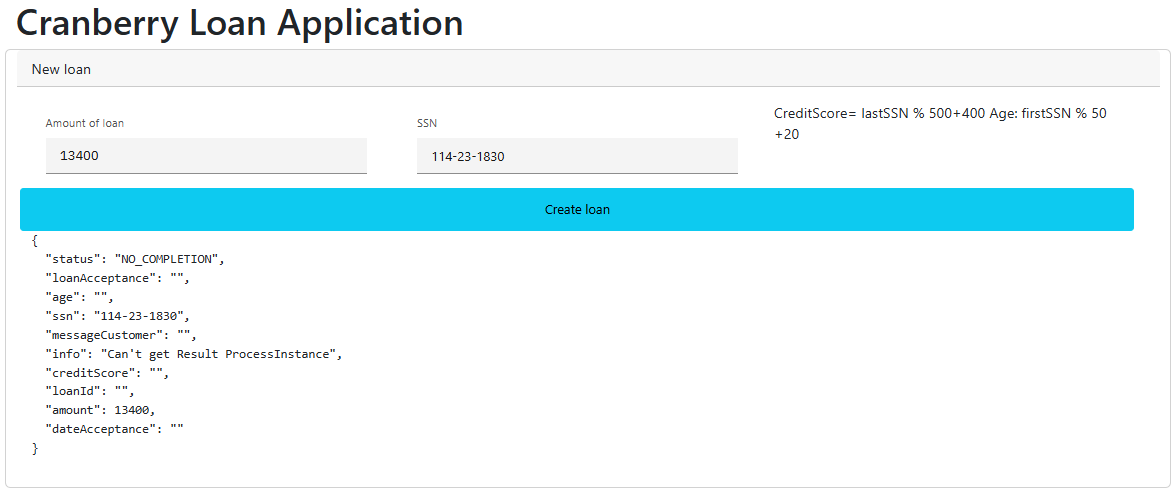 Cranberry Loan Application
New loan
Amount of loan
13400
SSN
114-23-1830
CreditScore= lastSSN % 500+400 Age: firstSSN % 50
+20
Create loan
{
  "status": "NO_COMPLETION",
  "loanAcceptance": "",
  "age": "",
  "ssn": "114-23-1830",
  "messageCustomer": "",
  "info": "Can't get Result ProcessInstance",
  "creditScore": "",
  "loanId": "",
  "amount": 13400,
  "dateAcceptance": ""
}